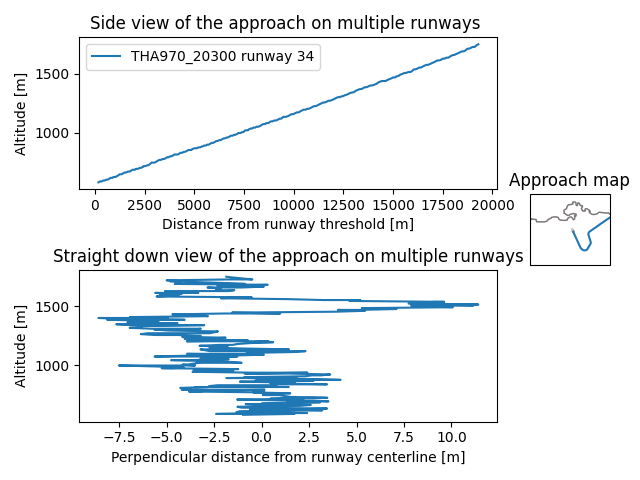 Side view of the approach on multiple runways
THA970_20300 runway 34
Altitude [m]
1500
1000
0 2500 5000 7500 10000 12500 15000 17500 20000
Distance from runway threshold [m]
Approach map
Straight down view of the approach on multiple runways
Altitude [m]
1500
1000
−7.5 −5.0 −2.5 0.0 2.5 5.0 7.5 10.0
Perpendicular distance from runway centerline [m]